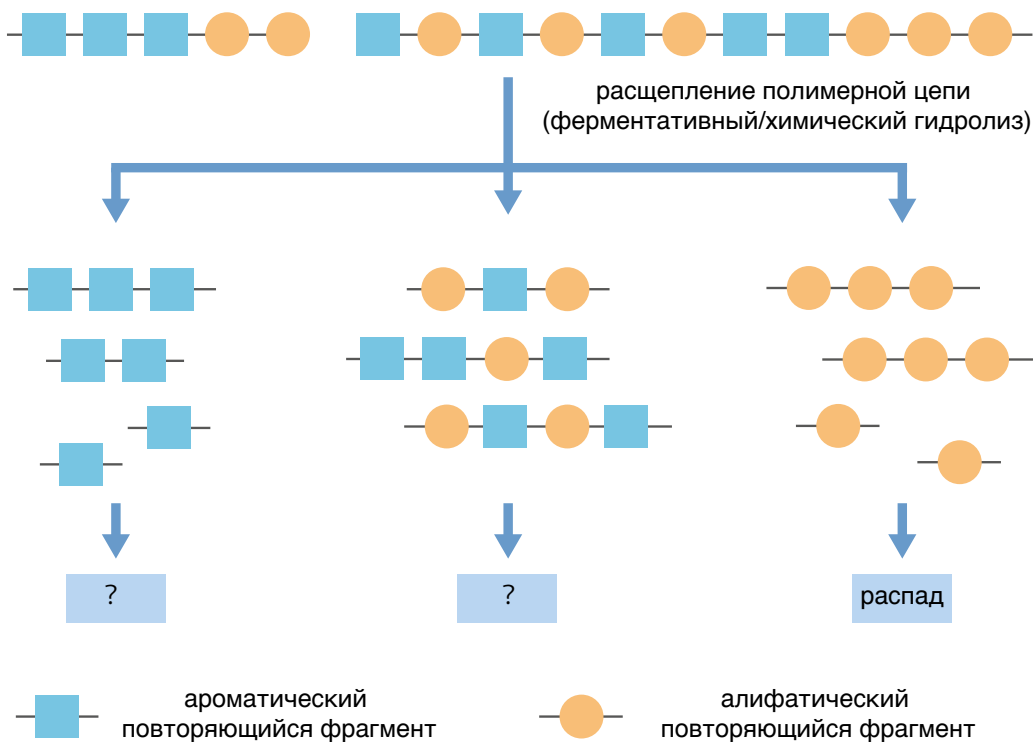 расщепление полимерной цепи
(ферментативный/химический гидролиз)
?
?
распад
ароматический
повторяющийся фрагмент
алифатический
повторяющийся фрагмент